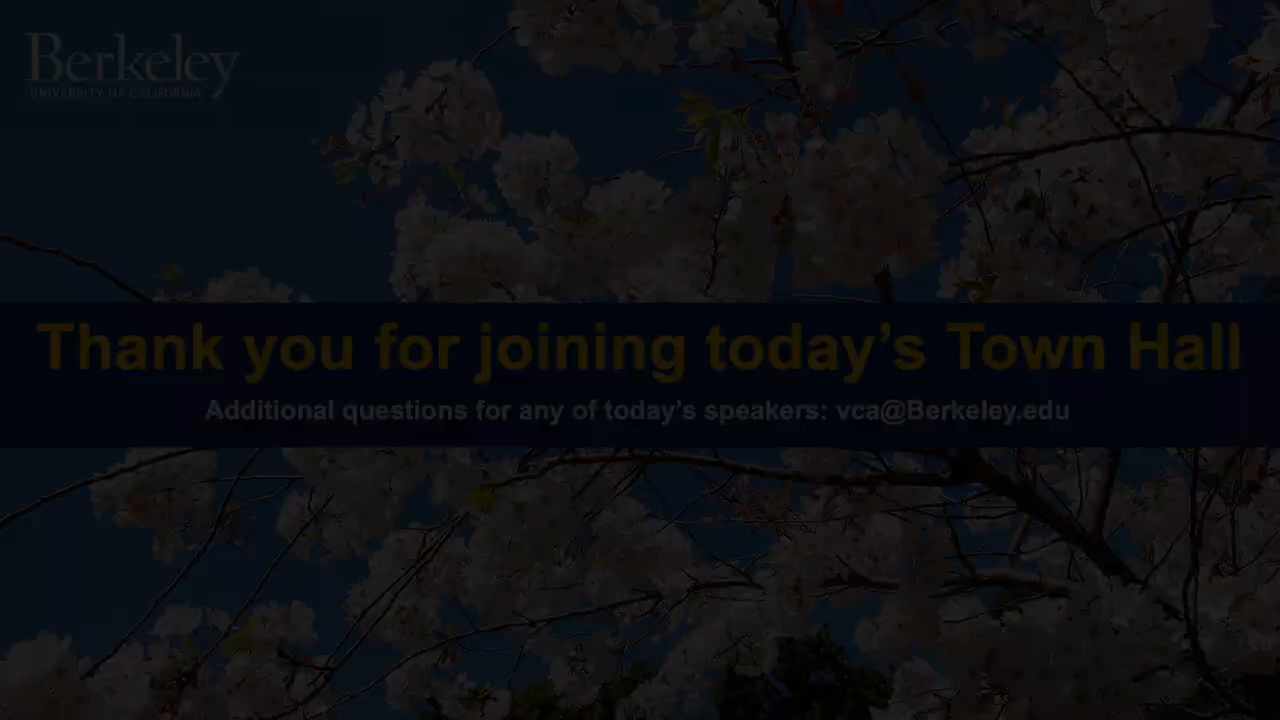 Berkeley
UNIVERSITY OF CALIFORNIA
Thank you for joining today’s Town Hall
Additional questions for any of today’s speakers: vca@Berkeley.edu